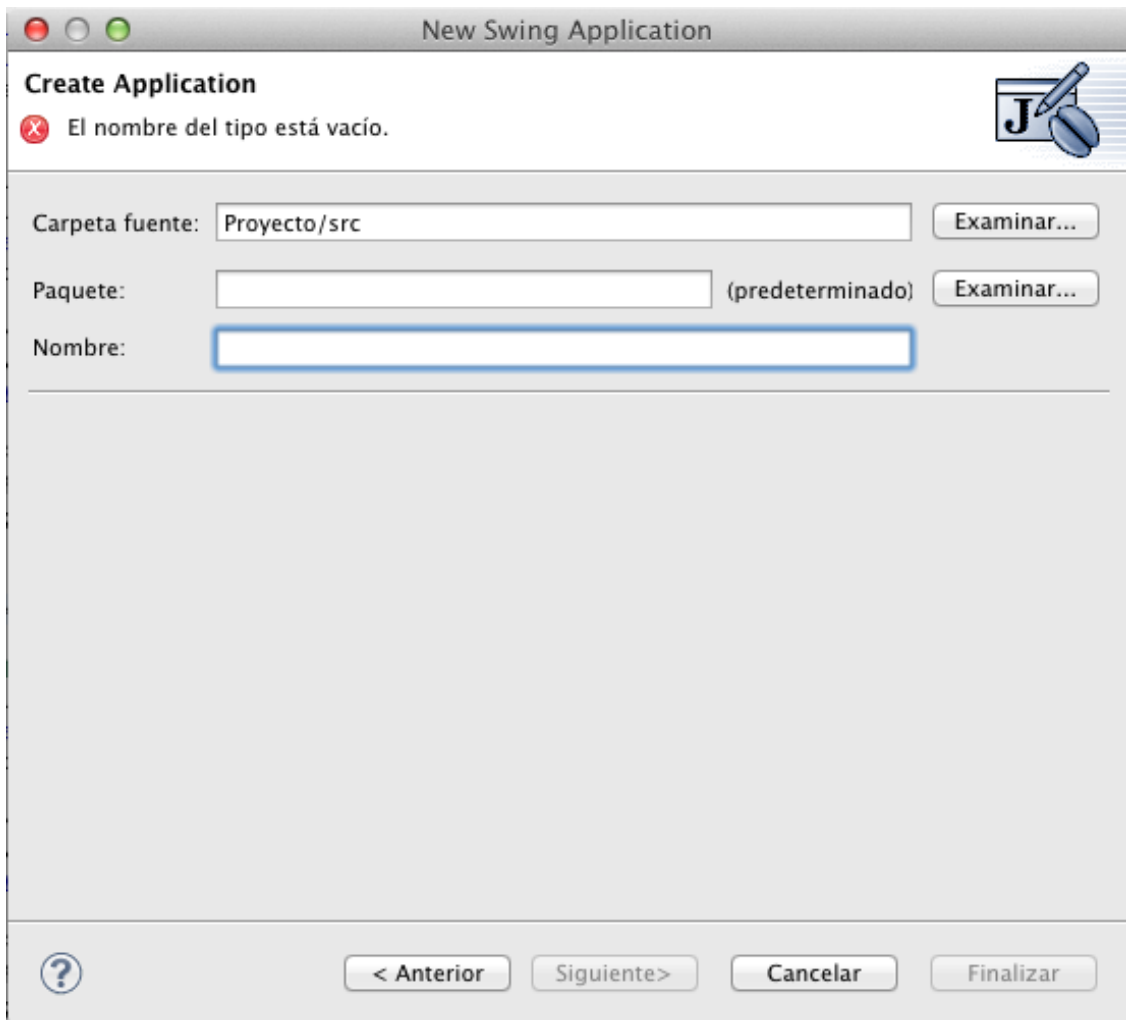 New Swing Application
Create Application
El nombre del tipo está vacío.
J
Carpeta fuente: Proyecto/src Examinar...
Paquete: (predeterminado) Examinar...
Nombre:
? < Anterior Siguiente> Cancelar Finalizar